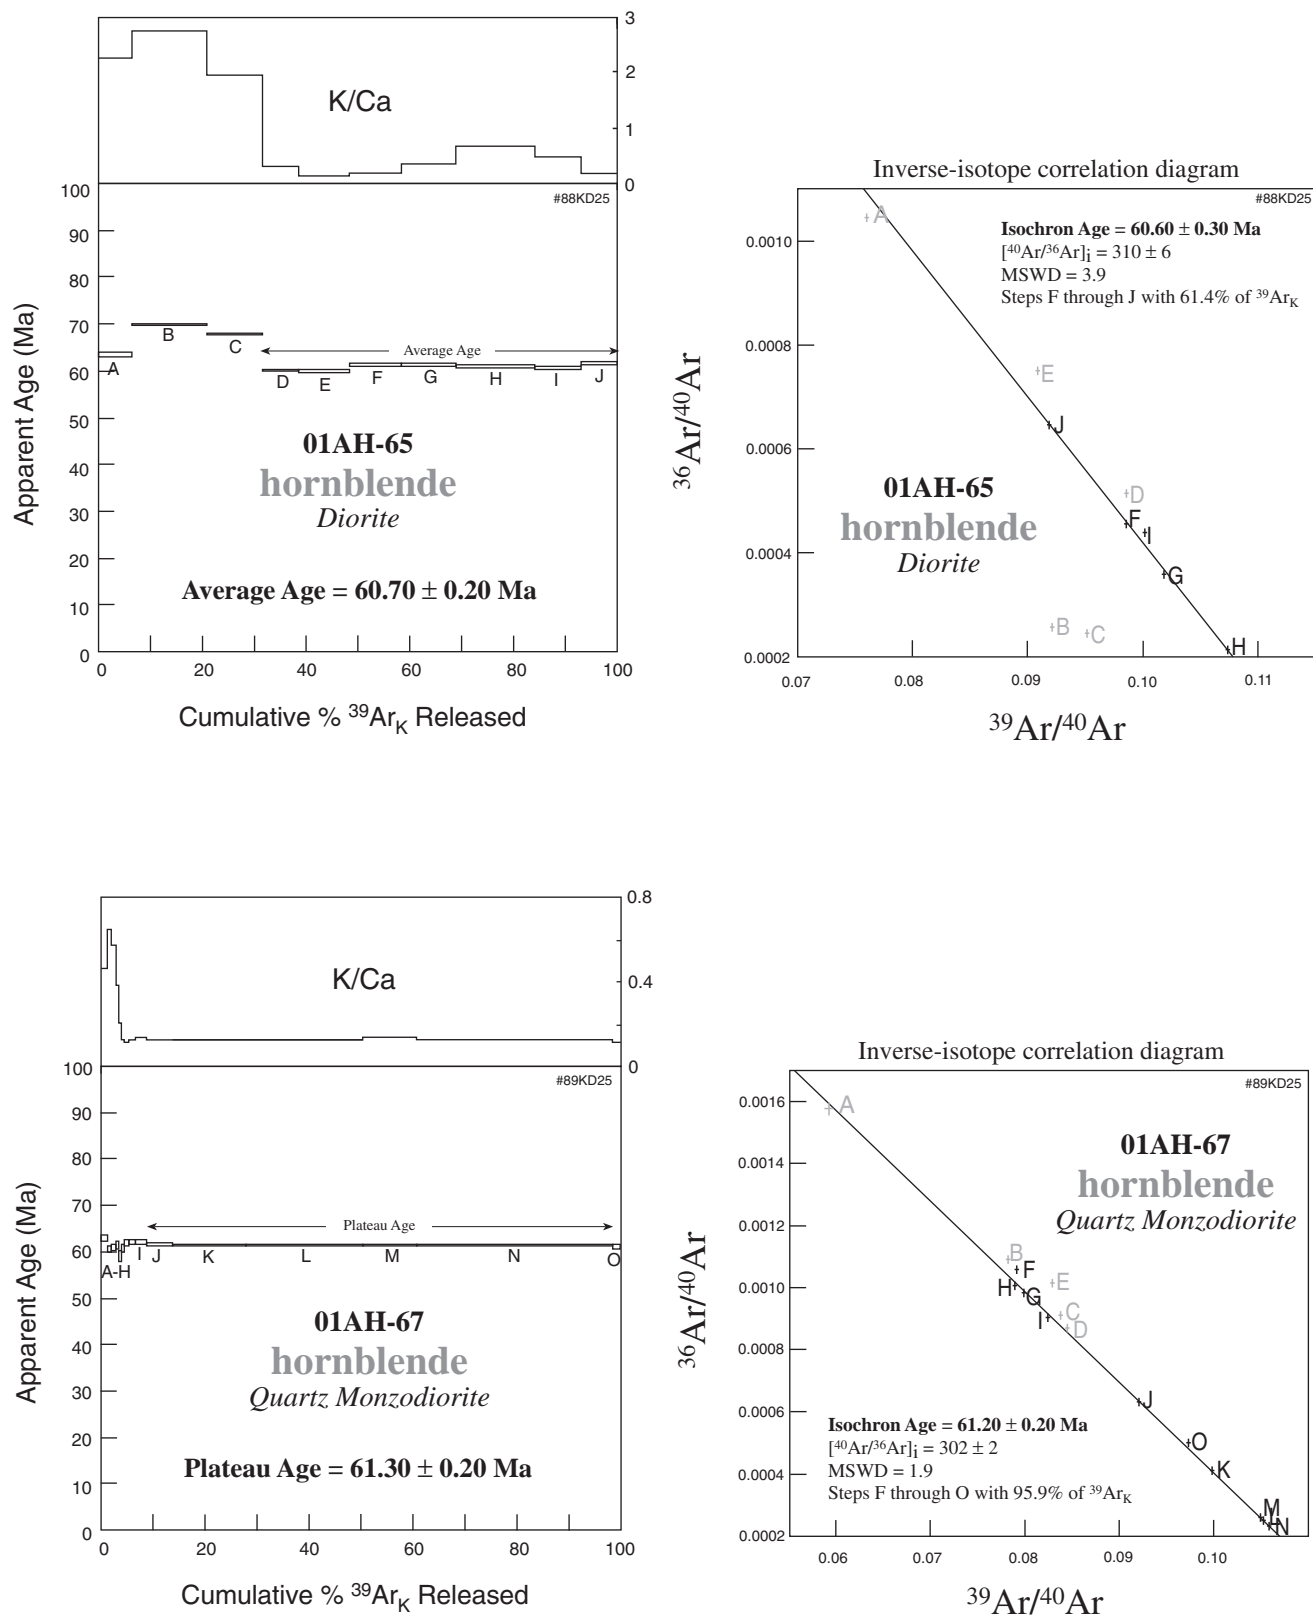 3
2
1
0
K/Ca
#88KD25
100
90
80
70
60
50
40
30
20
10
0
Apparent Age (Ma)
A
B
C
D
E
F
G
H
I
J
Average Age
01AH-65
hornblende
Diorite
Average Age = 60.70 ± 0.20 Ma
0
20
40
60
80
100
Cumulative % ³⁹Ar_K Released
Inverse-isotope correlation diagram
#88KD25
Isochron Age = 60.60 ± 0.30 Ma
[⁴⁰Ar/³⁶Ar]i = 310 ± 6
MSWD = 3.9
Steps F through J with 61.4% of ³⁹Ar_K
0.0010
0.0008
0.0006
0.0004
0.0002
³⁶Ar/⁴⁰Ar
A
E
J
D
F
I
G
B
C
H
01AH-65
hornblende
Diorite
0.07
0.08
0.09
0.10
0.11
³⁹Ar/⁴⁰Ar
0.8
0.4
0
K/Ca
#89KD25
100
90
80
70
60
50
40
30
20
10
0
Apparent Age (Ma)
Plateau Age
A-H
I
J
K
L
M
N
O
01AH-67
hornblende
Quartz Monzodiorite
Plateau Age = 61.30 ± 0.20 Ma
0
20
40
60
80
100
Cumulative % ³⁹Ar_K Released
Inverse-isotope correlation diagram
#89KD25
01AH-67
hornblende
Quartz Monzodiorite
0.0016
0.0014
0.0012
0.0010
0.0008
0.0006
0.0004
0.0002
³⁶Ar/⁴⁰Ar
A
B
F
E
H
G
C
I
D
J
O
K
M
N
Isochron Age = 61.20 ± 0.20 Ma
[⁴⁰Ar/³⁶Ar]i = 302 ± 2
MSWD = 1.9
Steps F through O with 95.9% of ³⁹Ar_K
0.06
0.07
0.08
0.09
0.10
³⁹Ar/⁴⁰Ar